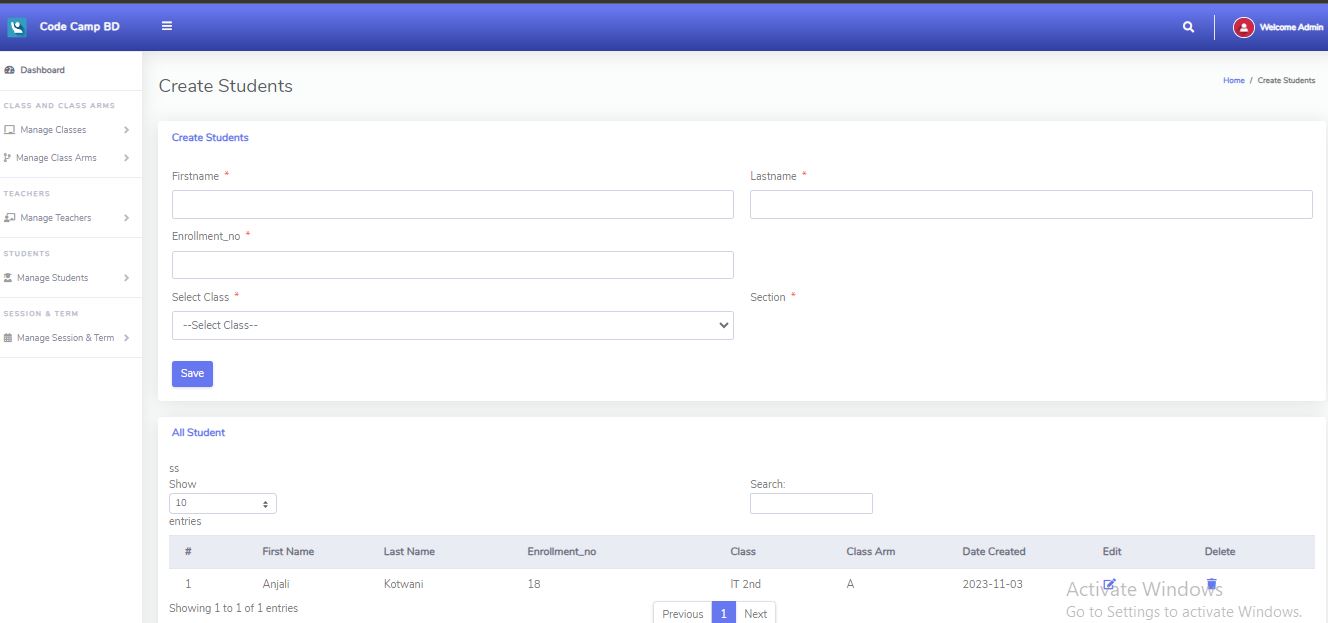 Code Camp BD
Welcome Admin
Dashboard
CLASS AND CLASS ARMS
Manage Classes
Manage Class Arms
TEACHERS
Manage Teachers
STUDENTS
Manage Students
SESSION & TERM
Manage Session & Term
Create Students
Home / Create Students
Create Students
Firstname *
Lastname *
Enrollment_no *
Select Class *
Section *
--Select Class--
Save
All Student
ss
Show
10
entries
Search:
# First Name Last Name Enrollment_no Class Class Arm Date Created Edit Delete
1 Anjali Kotwani 18 IT 2nd A 2023-11-03
Showing 1 to 1 of 1 entries
Previous 1 Next
Activate Windows
Go to Settings to activate Windows.